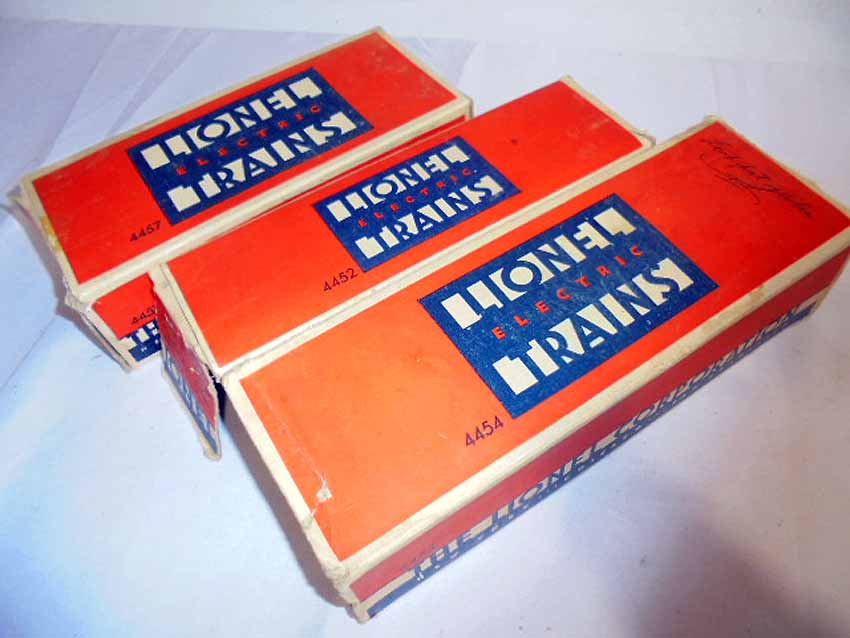 LIONEL
ELECTRIC
TRAINS
4457
LIONEL
ELECTRIC
TRAINS
4452
LIONEL
ELECTRIC
TRAINS
4454
THE LIONEL CORPORATION